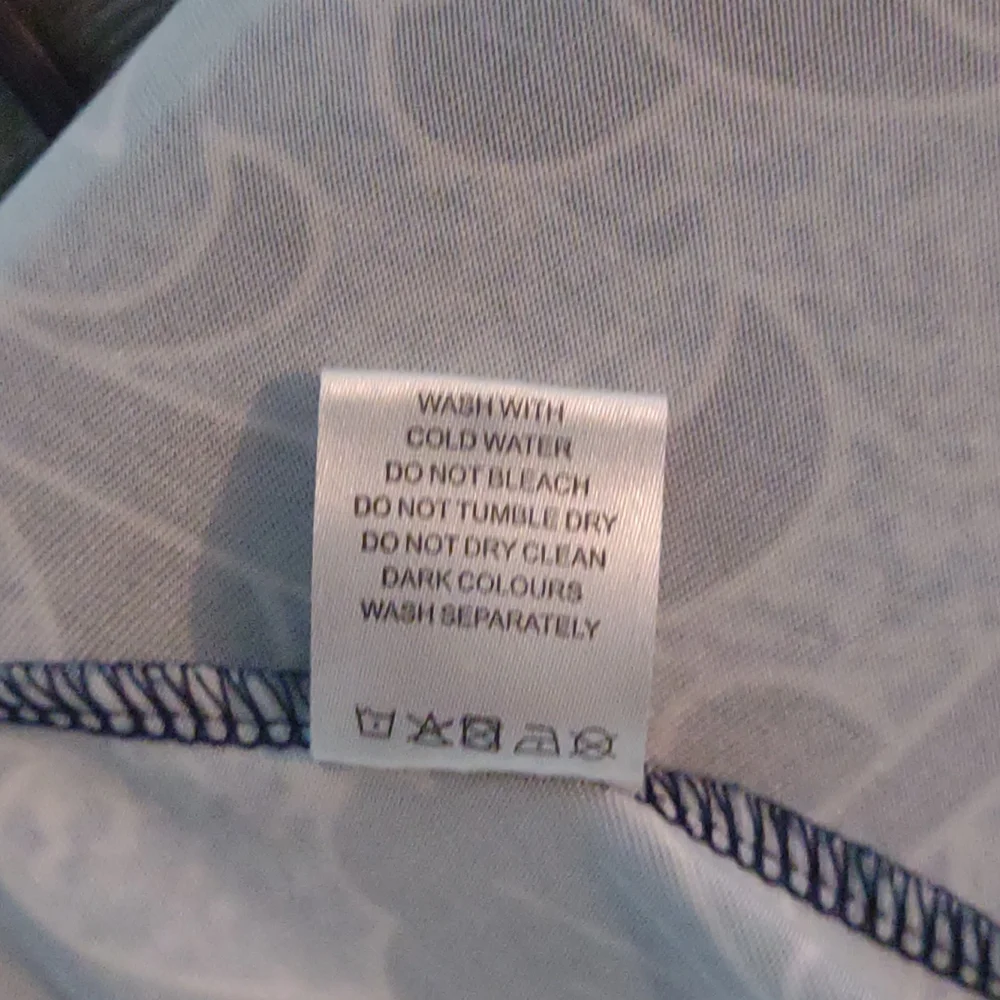 WASH WITH
COLD WATER
DO NOT BLEACH
DO NOT TUMBLE DRY
DO NOT DRY CLEAN
DARK COLOURS
WASH SEPARATELY